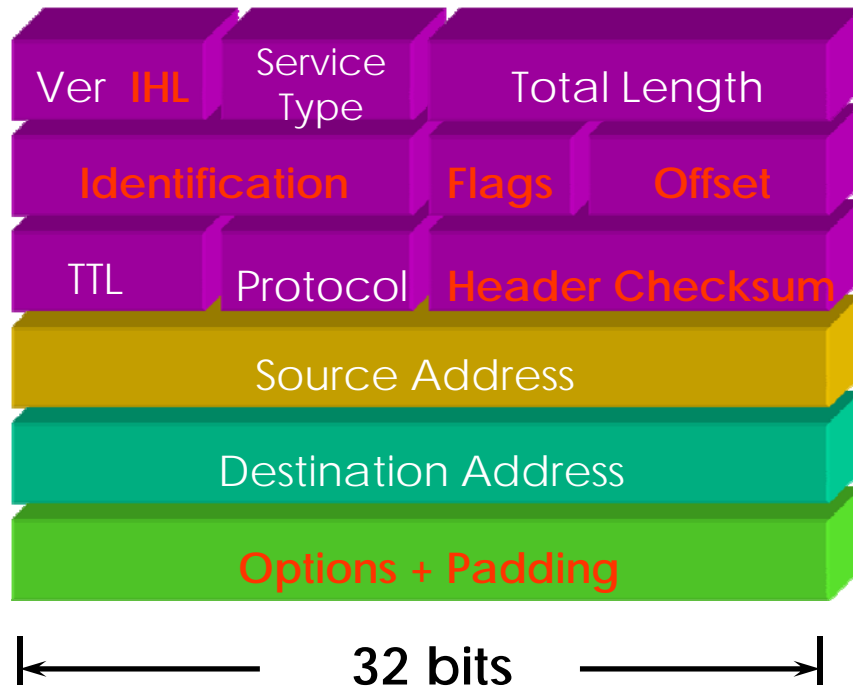 Ver IHL Service Type Total Length
Identification Flags Offset
TTL Protocol Header Checksum
Source Address
Destination Address
Options + Padding
32 bits